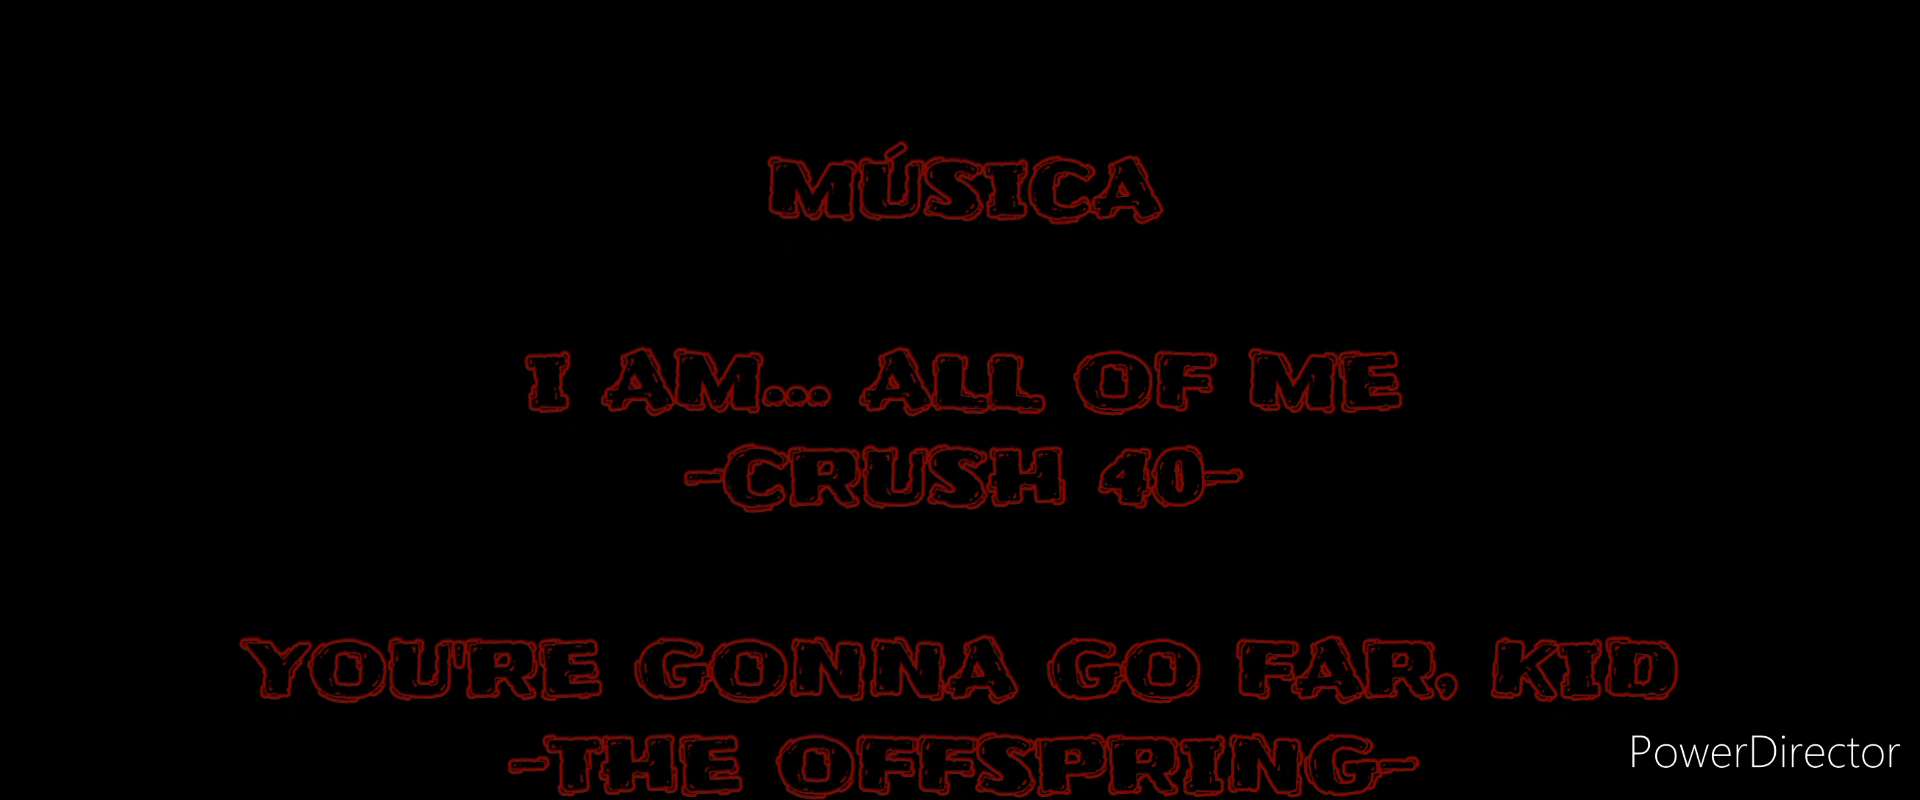 MÚSICA
I AM... ALL OF ME
-CRUSH 40-
YOU'RE GONNA GO FAR, KID
-THE OFFSPRING-
PowerDirector